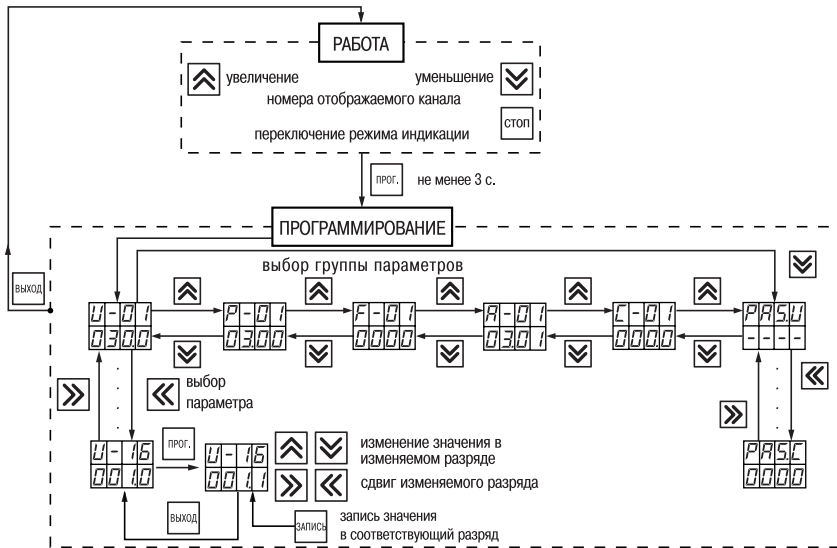 РАБОТА
увеличение
уменьшение
номера отображаемого канала
СТОП
переключение режима индикации
ПРОГ.
не менее 3 с.
ПРОГРАММИРОВАНИЕ
выбор группы параметров
ВЫХОД
U-01
030.0
P-01
03.00
F-01
0000
A-01
03.01
C-01
000.0
PAS.U
----
выбор
параметра
U-16
001.0
ПРОГ.
U-16
001.1
изменение значения в
изменяемом разряде
сдвиг изменяемого разряда
PAS.C
0000
ВЫХОД
ЗАПИСЬ
запись значения
в соответствующий разряд